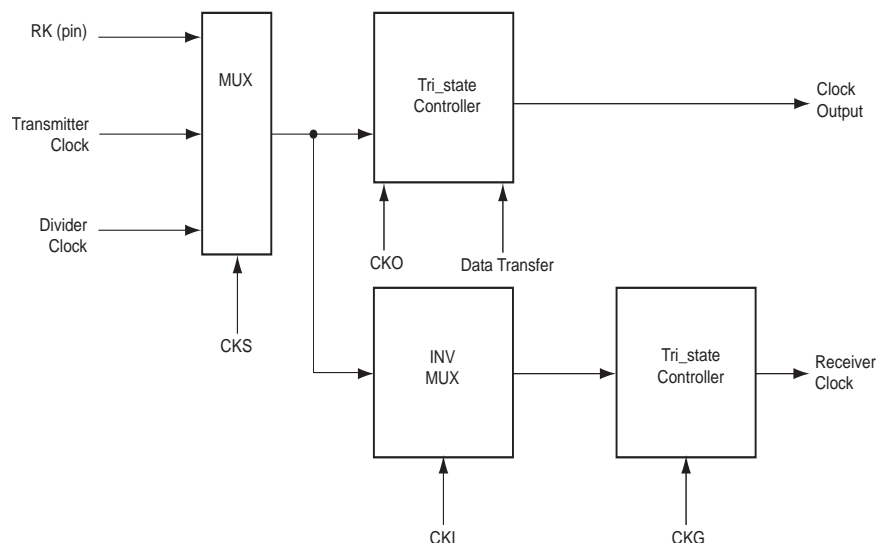 RK (pin)
MUX
Transmitter
Clock
Divider
Clock
CKS
Tri_state
Controller
Clock
Output
CKO
Data Transfer
INV
MUX
Tri_state
Controller
Receiver
Clock
CKI
CKG